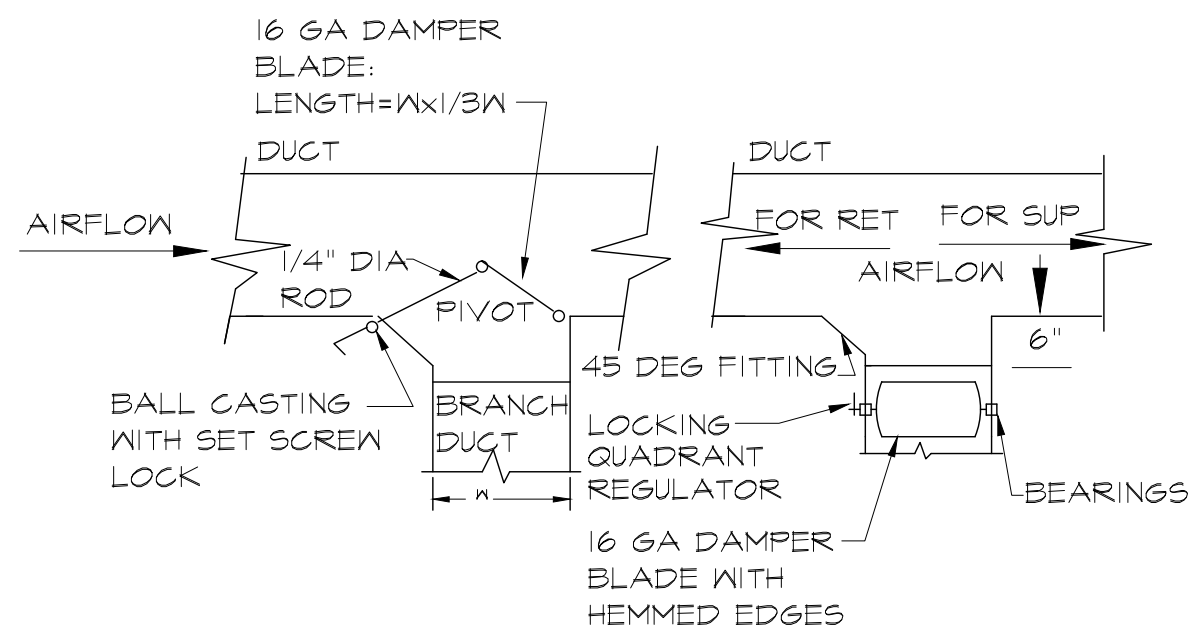 16 GA DAMPER
BLADE:
LENGTH=Wx1/3W
DUCT
AIRFLOW
1/4" DIA
ROD
PIVOT
BALL CASTING
WITH SET SCREW
LOCK
BRANCH
DUCT
W
DUCT
FOR RET
FOR SUP
AIRFLOW
6"
45 DEG FITTING
LOCKING
QUADRANT
REGULATOR
BEARINGS
16 GA DAMPER
BLADE WITH
HEMMED EDGES